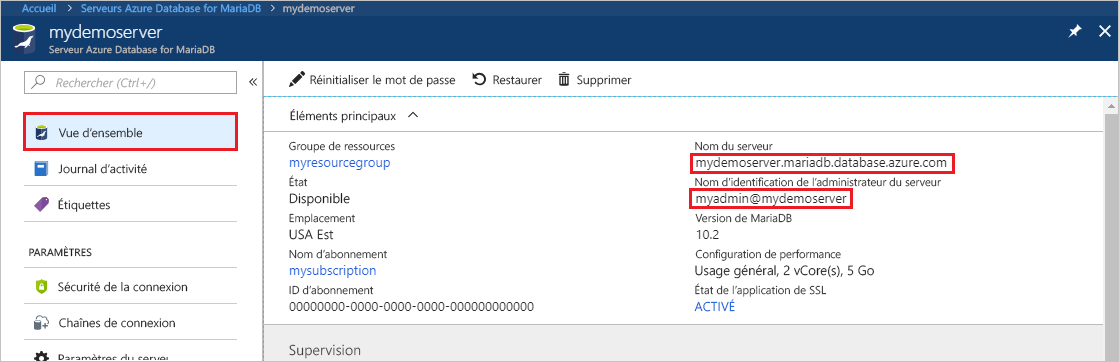 Accueil > Serveurs Azure Database for MariaDB > mydemoserver
mydemoserver
Serveur Azure Database for MariaDB
Rechercher (Ctrl+/)
Vue d'ensemble
Journal d'activité
Étiquettes
PARAMÈTRES
Sécurité de la connexion
Chaînes de connexion
Paramètres du serveu
Réinitialiser le mot de passe
Restaurer
Supprimer
Éléments principaux
Groupe de ressources
myresourcegroup
État
Disponible
Emplacement
USA Est
Nom d'abonnement
mysubscription
ID d'abonnement
00000000-0000-0000-0000-000000000000
Nom du serveur
mydemoserver.mariadb.database.azure.com
Nom d'identification de l'administrateur du serveur
myadmin@mydemoserver
Version de MariaDB
10.2
Configuration de performance
Usage général, 2 vCore(s), 5 Go
État de l'application de SSL
ACTIVÉ
Supervision